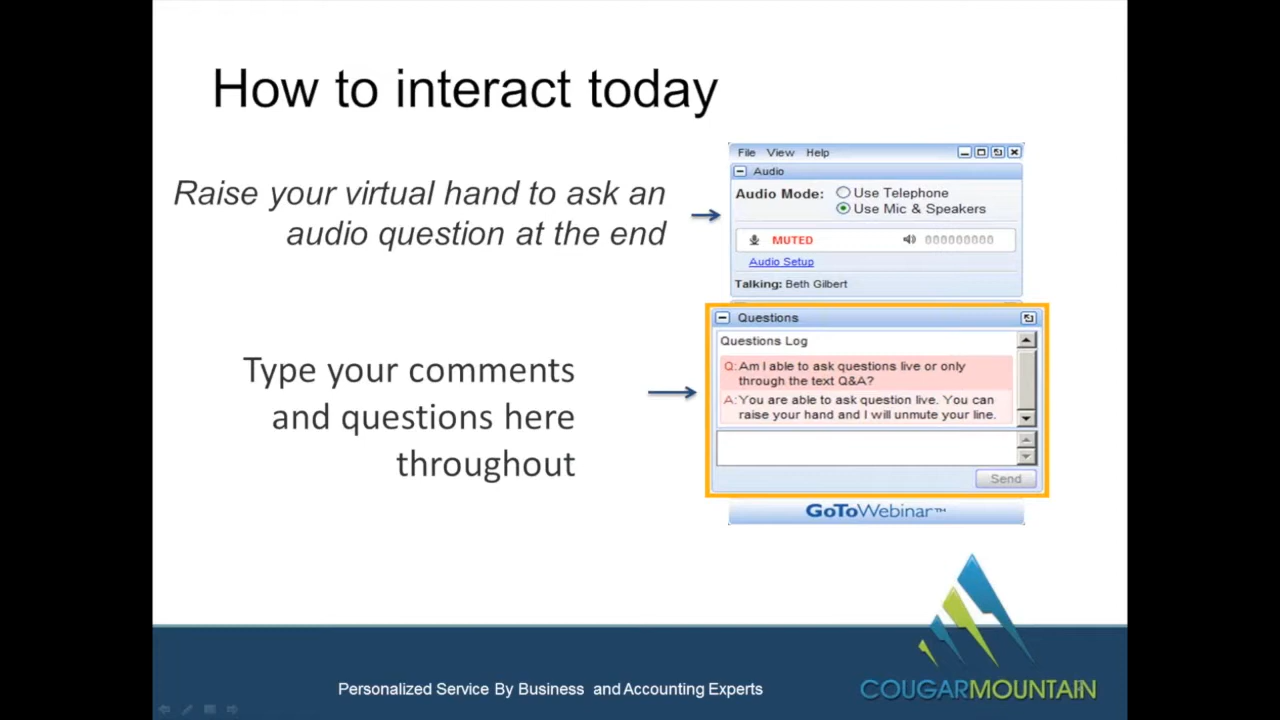 How to interact today
Raise your virtual hand to ask an
audio question at the end
File View Help
Audio
Audio Mode: Use Telephone
Use Mic & Speakers
MUTED 000000000
Audio Setup
Talking: Beth Gilbert
Type your comments
and questions here
throughout
Questions
Questions Log
Q: Am I able to ask questions live or only
through the text Q&A?
A: You are able to ask question live. You can
raise your hand and I will unmute your line.
Send
GoToWebinar™
Personalized Service By Business and Accounting Experts
COUGARMOUNTAIN